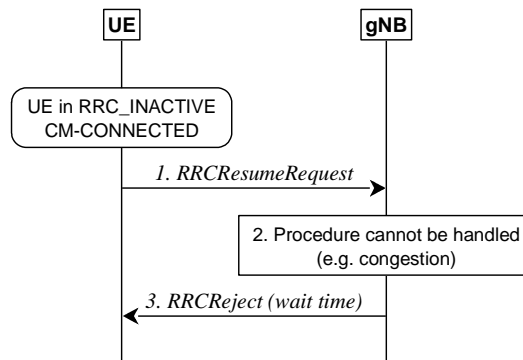 UE
gNB
UE in RRC_INACTIVE
CM-CONNECTED
1. RRCResumeRequest
2. Procedure cannot be handled
(e.g. congestion)
3. RRCReject (wait time)